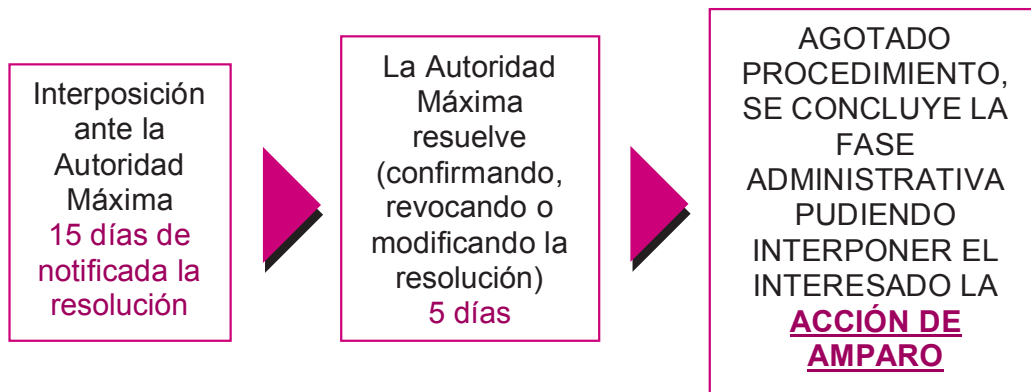 Interposición
ante la
Autoridad
Máxima
15 días de
notificada la
resolución
La Autoridad
Máxima
resuelve
(confirmando,
revocando o
modificando la
resolución)
5 días
AGOTADO
PROCEDIMIENTO,
SE CONCLUYE LA
FASE
ADMINISTRATIVA
PUDIENDO
INTERPONER EL
INTERESADO LA
ACCIÓN DE
AMPARO